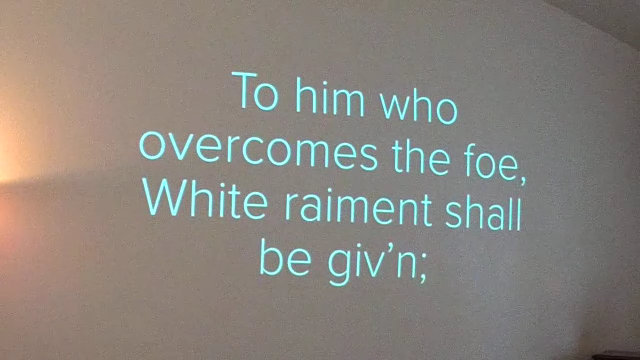 To him who
overcomes the foe,
White raiment shall
be giv’n;